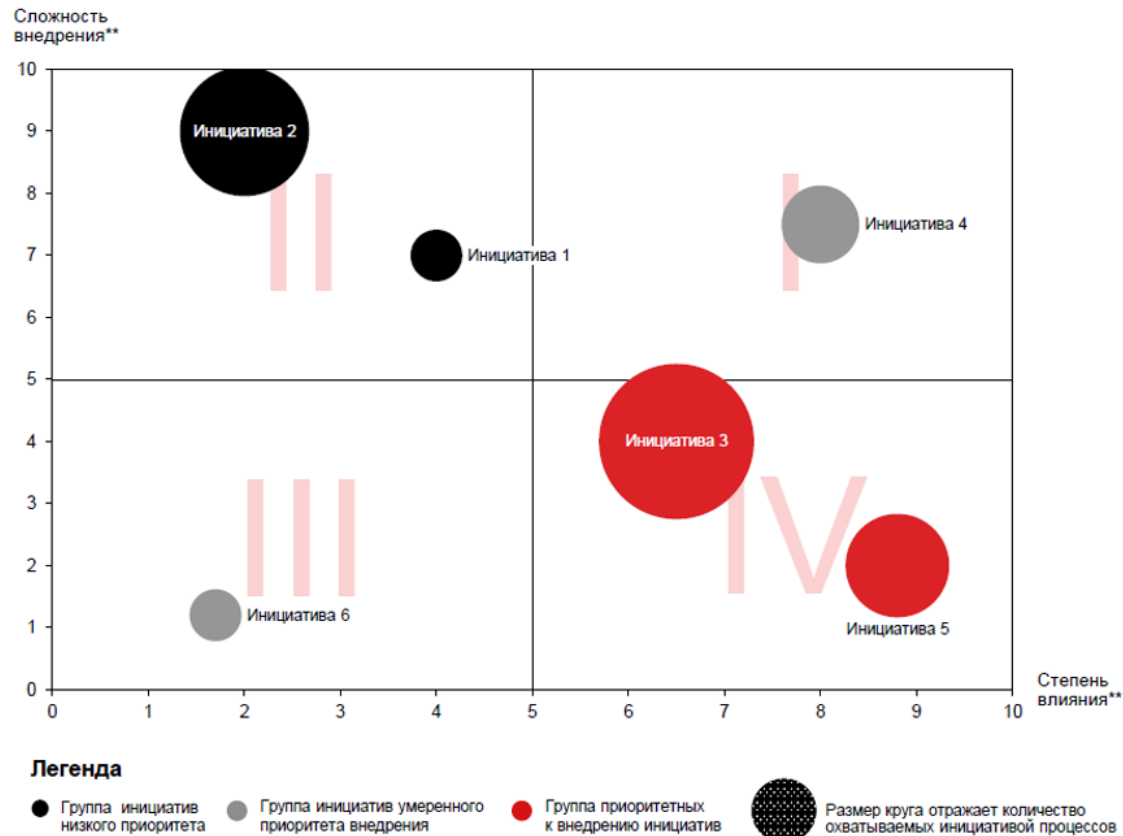 Сложность
внедрения**
10
9
8
7
6
5
4
3
2
1
0
Инициатива 2
II
Инициатива 1
I
Инициатива 4
Инициатива 3
III
IV
Инициатива 6
Инициатива 5
0 1 2 3 4 5 6 7 8 9 10
Степень
влияния**
Легенда
Группа инициатив
низкого приоритета
Группа инициатив умеренного
приоритета внедрения
Группа приоритетных
к внедрению инициатив
Размер круга отражает количество
охватываемых инициативой процессов